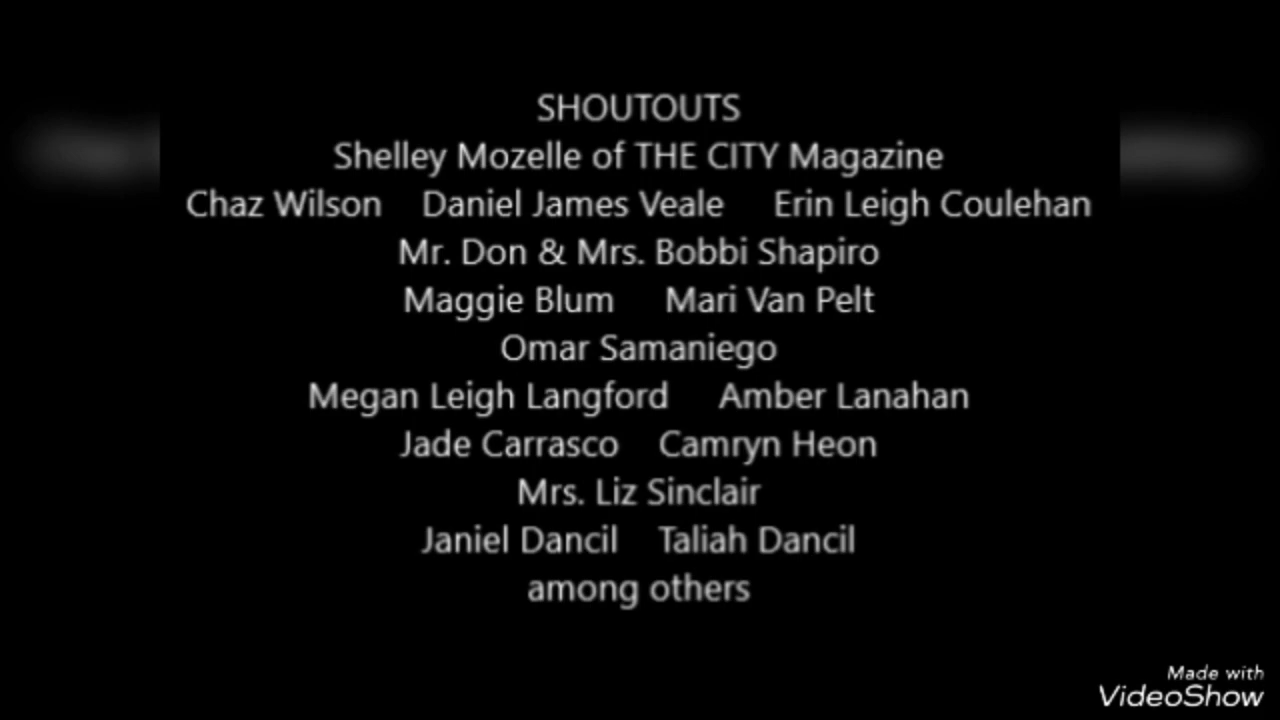 SHOUTOUTS
Shelley Mozelle of THE CITY Magazine
Chaz Wilson Daniel James Veale Erin Leigh Coulehan
Mr. Don & Mrs. Bobbi Shapiro
Maggie Blum Mari Van Pelt
Omar Samaniego
Megan Leigh Langford Amber Lanahan
Jade Carrasco Camryn Heon
Mrs. Liz Sinclair
Janiel Dancil Taliah Dancil
among others
Made with
VideoShow